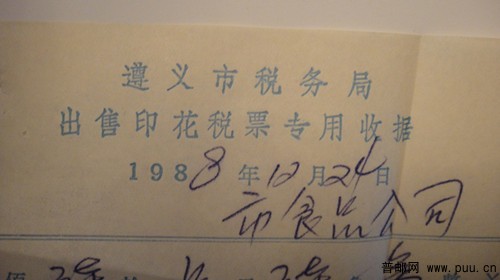 遵义市税务局
出售印花税票专用收据
1988年12月24日
市食品公司
佰
普邮网
www.puu.cn